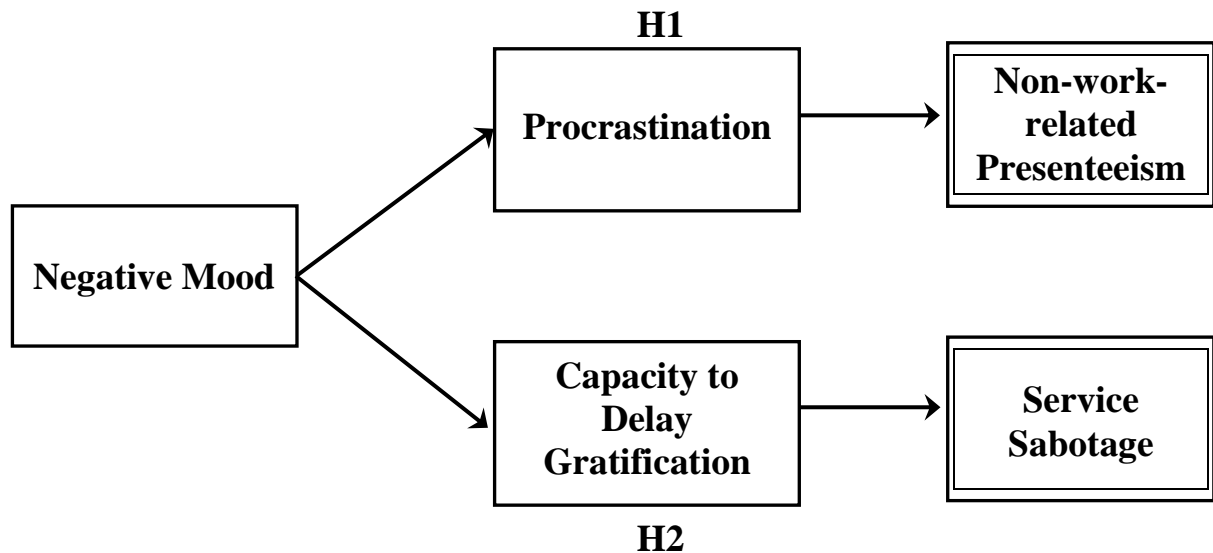 H1
Procrastination
Non-work-
related
Presenteeism
Negative Mood
Capacity to
Delay
Gratification
Service
Sabotage
H2